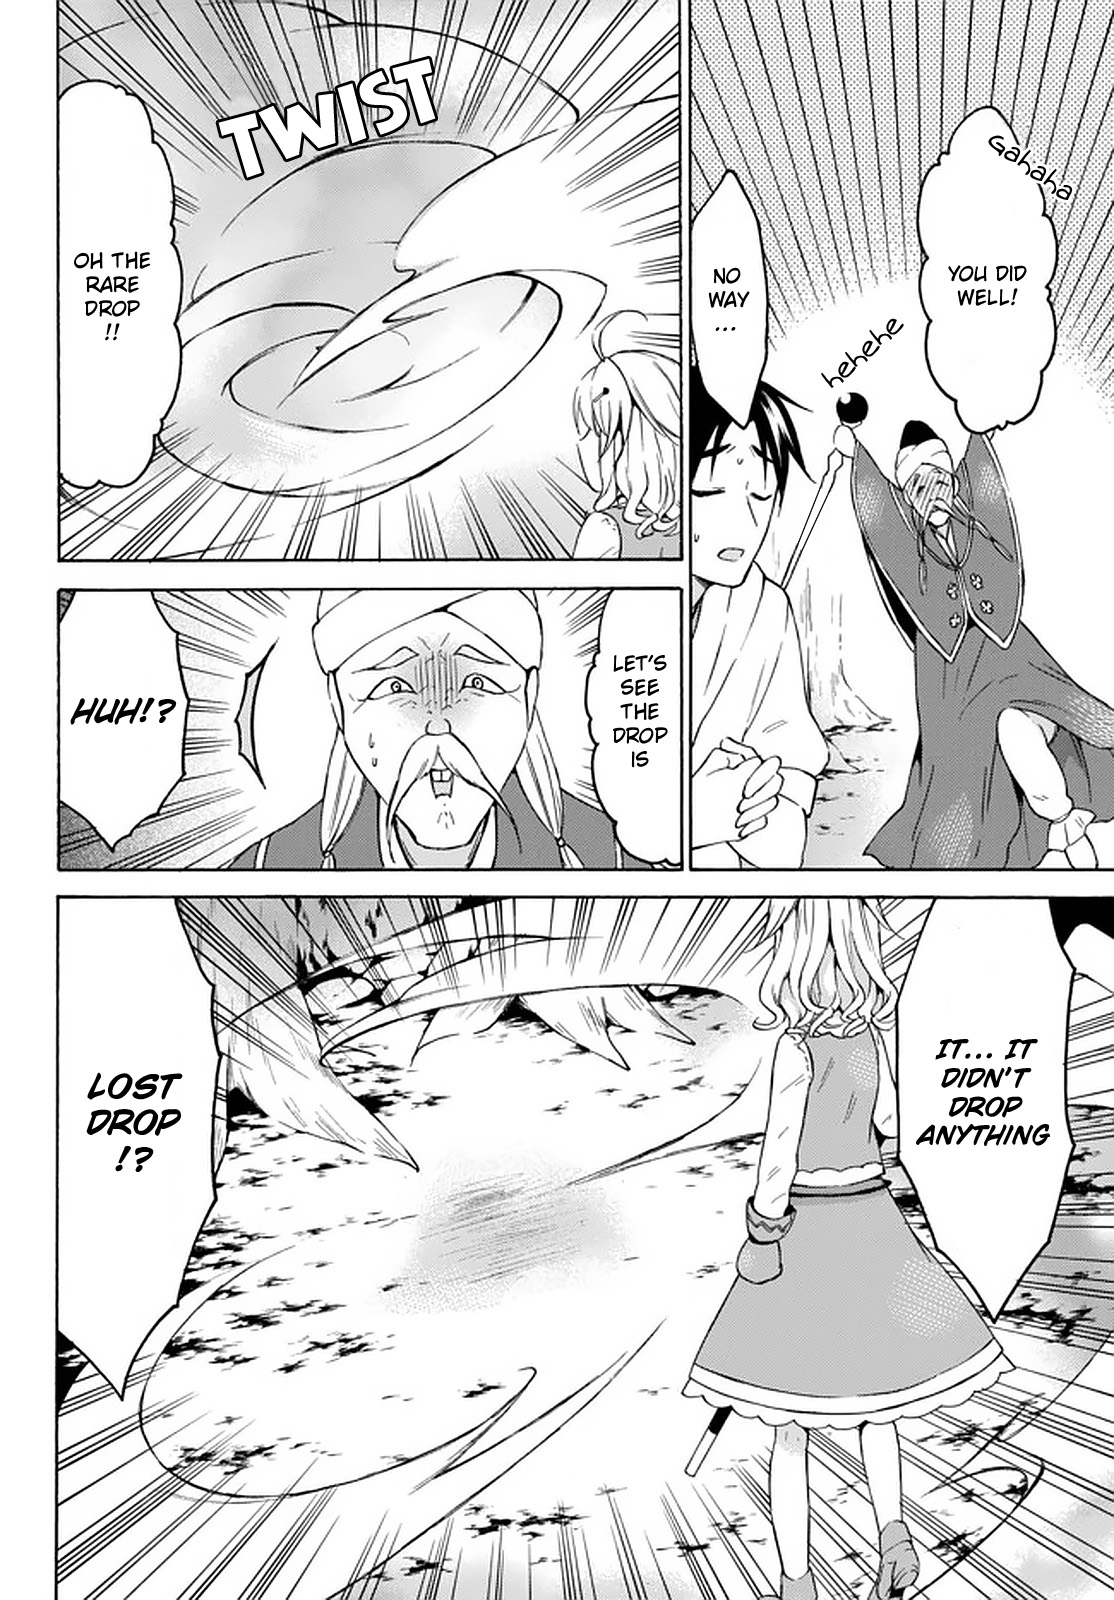 Gahaha
YOU DID
WELL!
hehehe
NO
WAY
...
TWIST
OH THE
RARE
DROP
!!
LET'S
SEE
THE
DROP
IS
HUH!?
IT... IT
DIDN'T
DROP
ANYTHING
LOST
DROP
!?